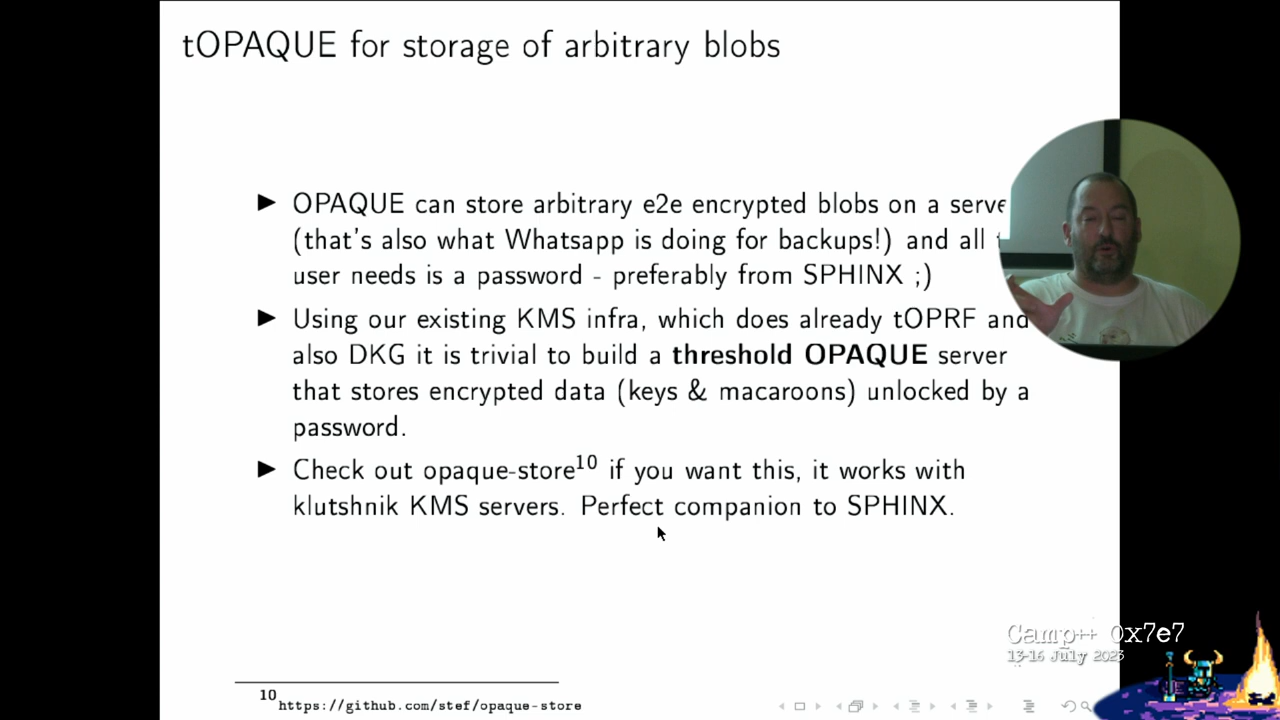 tOPAQUE for storage of arbitrary blobs
▶ OPAQUE can store arbitrary e2e encrypted blobs on a serve
(that's also what Whatsapp is doing for backups!) and all t
user needs is a password - preferably from SPHINX ;)
▶ Using our existing KMS infra, which does already tOPRF and
also DKG it is trivial to build a threshold OPAQUE server
that stores encrypted data (keys & macaroons) unlocked by a
password.
▶ Check out opaque-store10 if you want this, it works with
klutshnik KMS servers. Perfect companion to SPHINX.
10 https://github.com/stef/opaque-store
Camp++ 0x7e7
13-16 July 2023